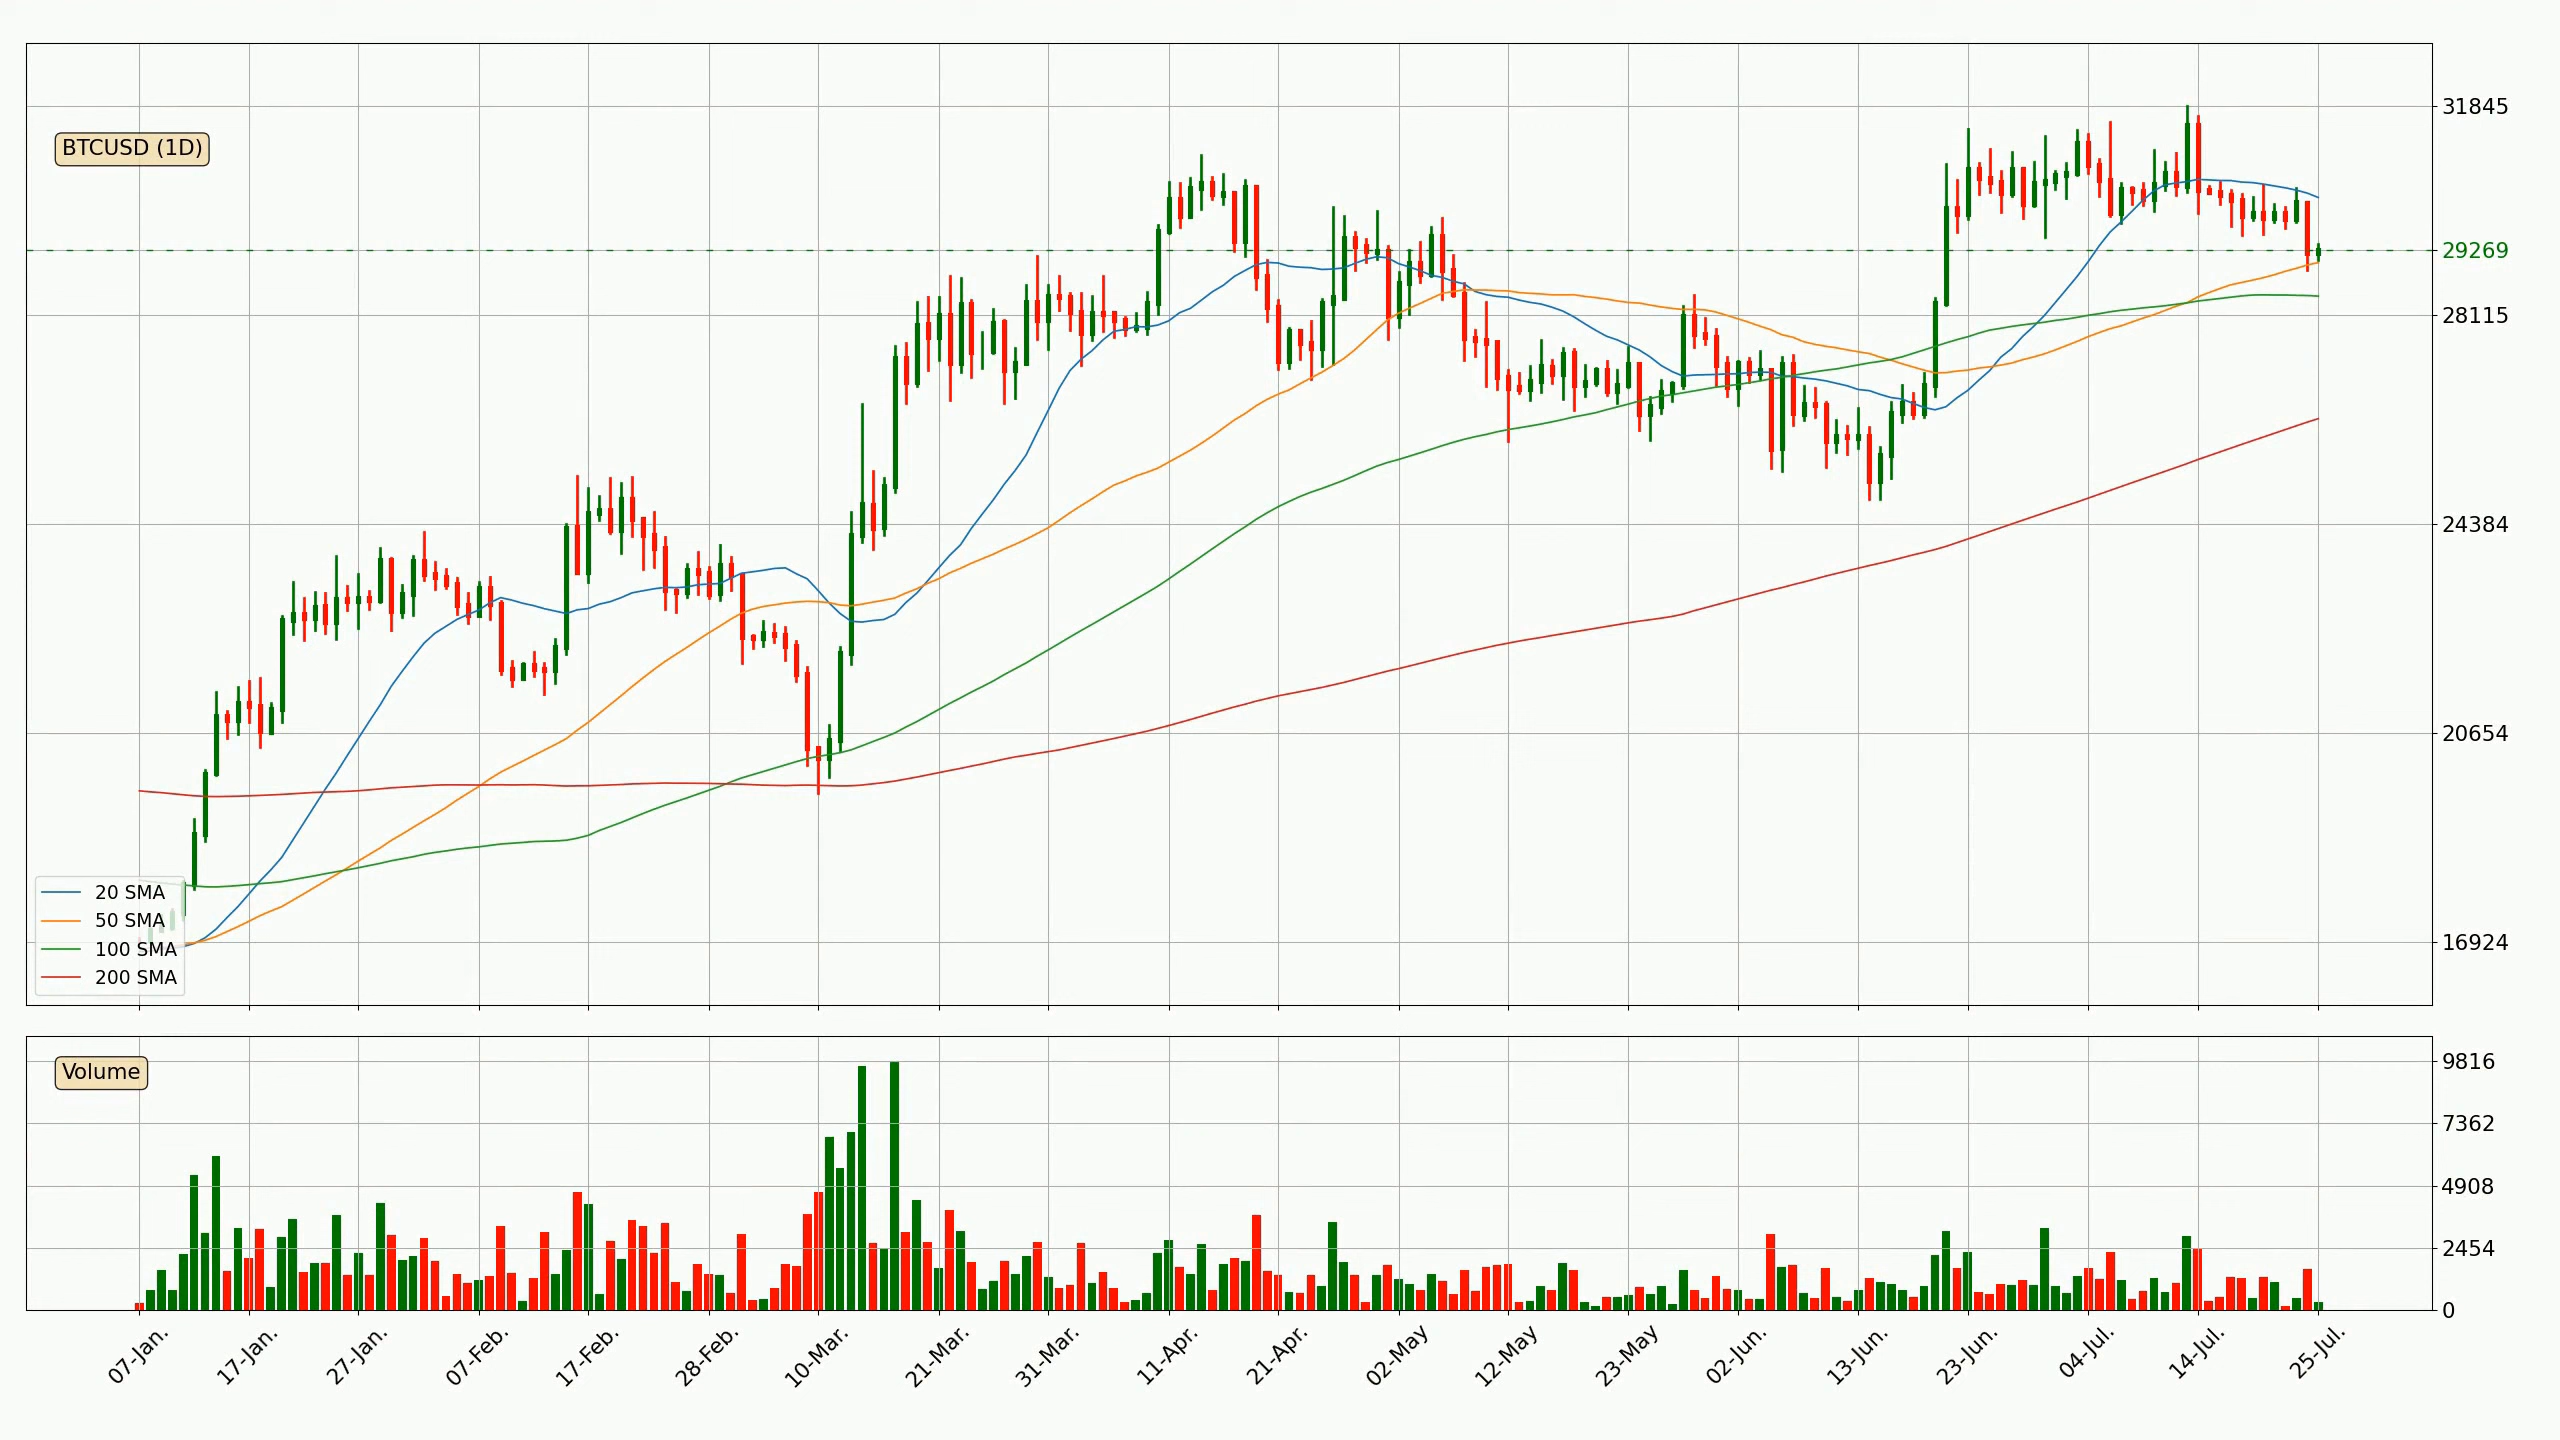 BTCUSD (1D)
31845
29269
28115
24384
20654
16924
20 SMA
50 SMA
100 SMA
200 SMA
Volume
9816
7362
4908
2454
0
07-Jan.
17-Jan.
27-Jan.
07-Feb.
17-Feb.
28-Feb.
10-Mar.
21-Mar.
31-Mar.
11-Apr.
21-Apr.
02-May
12-May
23-May
02-Jun.
13-Jun.
23-Jun.
04-Jul.
14-Jul.
25-Jul.